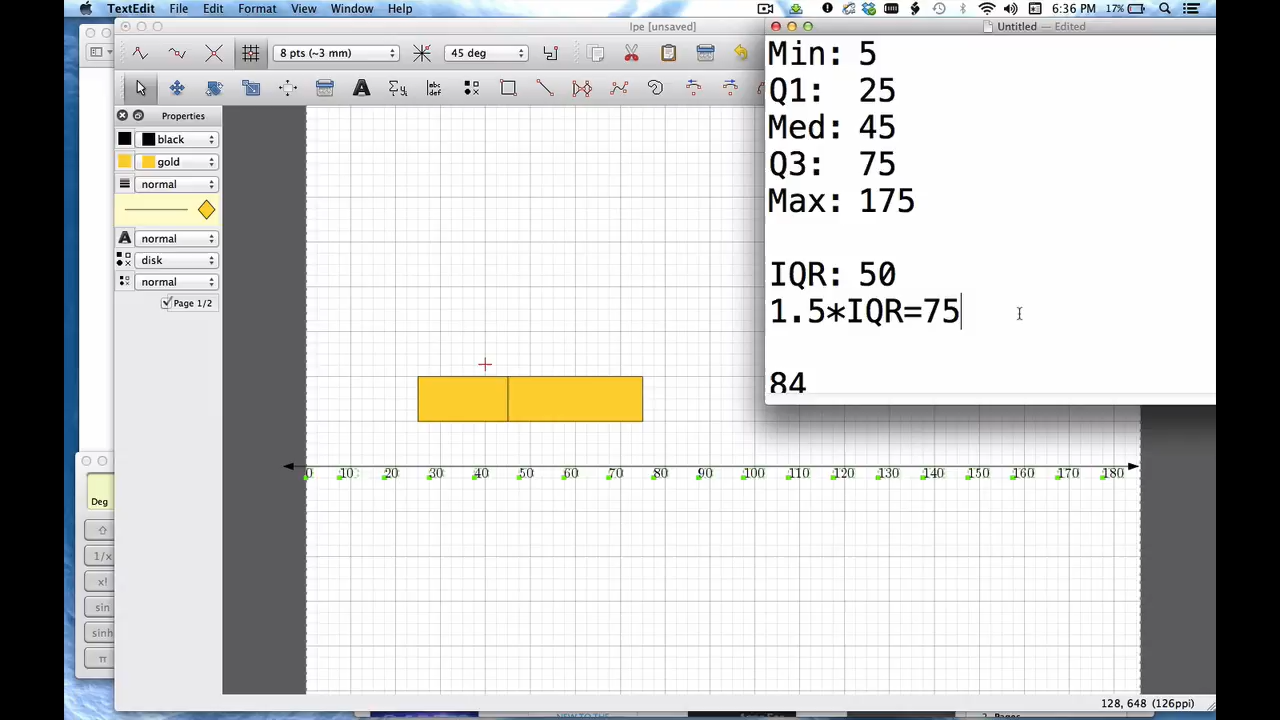 TextEdit File Edit Format View Window Help 6:36 PM 17%
Ipe [unsaved]
Untitled — Edited
8 pts (~3 mm) 45 deg
Min: 5
Q1: 25
Med: 45
Q3: 75
Max: 175
IQR: 50
1.5*IQR=75
84
abc
def
Properties
black
gold
normal
normal
disk
normal
Page 1/2
0 10 20 30 40 50 60 70 80 90 100 110 120 130 140 150 160 170 180
Deg
1/x
x!
sin
sinh
π
128, 648 (126ppi)